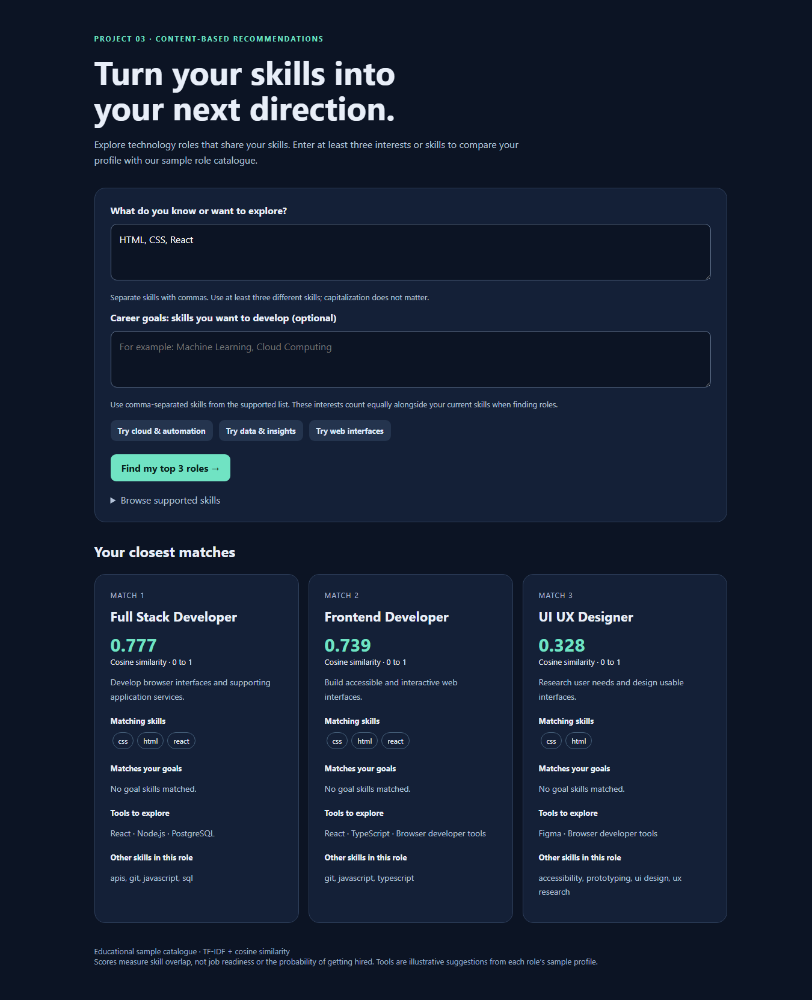 PROJECT 03 · CONTENT-BASED RECOMMENDATIONS
Turn your skills into
your next direction.
Explore technology roles that share your skills. Enter at least three interests or skills to compare your
profile with our sample role catalogue.
What do you know or want to explore?
HTML, CSS, React
Separate skills with commas. Use at least three different skills; capitalization does not matter.
Career goals: skills you want to develop (optional)
For example: Machine Learning, Cloud Computing
Use comma-separated skills from the supported list. These interests count equally alongside your current skills when finding roles.
Try cloud & automation
Try data & insights
Try web interfaces
Find my top 3 roles →
▶ Browse supported skills
Your closest matches
MATCH 1
Full Stack Developer
0.777
Cosine similarity · 0 to 1
Develop browser interfaces and supporting
application services.
Matching skills
css html react
Matches your goals
No goal skills matched.
Tools to explore
React · Node.js · PostgreSQL
Other skills in this role
apis, git, javascript, sql
MATCH 2
Frontend Developer
0.739
Cosine similarity · 0 to 1
Build accessible and interactive web
interfaces.
Matching skills
css html react
Matches your goals
No goal skills matched.
Tools to explore
React · TypeScript · Browser developer tools
Other skills in this role
git, javascript, typescript
MATCH 3
UI UX Designer
0.328
Cosine similarity · 0 to 1
Research user needs and design usable
interfaces.
Matching skills
css html
Matches your goals
No goal skills matched.
Tools to explore
Figma · Browser developer tools
Other skills in this role
accessibility, prototyping, ui design, ux
research
Educational sample catalogue · TF-IDF + cosine similarity
Scores measure skill overlap, not job readiness or the probability of getting hired. Tools are illustrative suggestions from each role's sample profile.